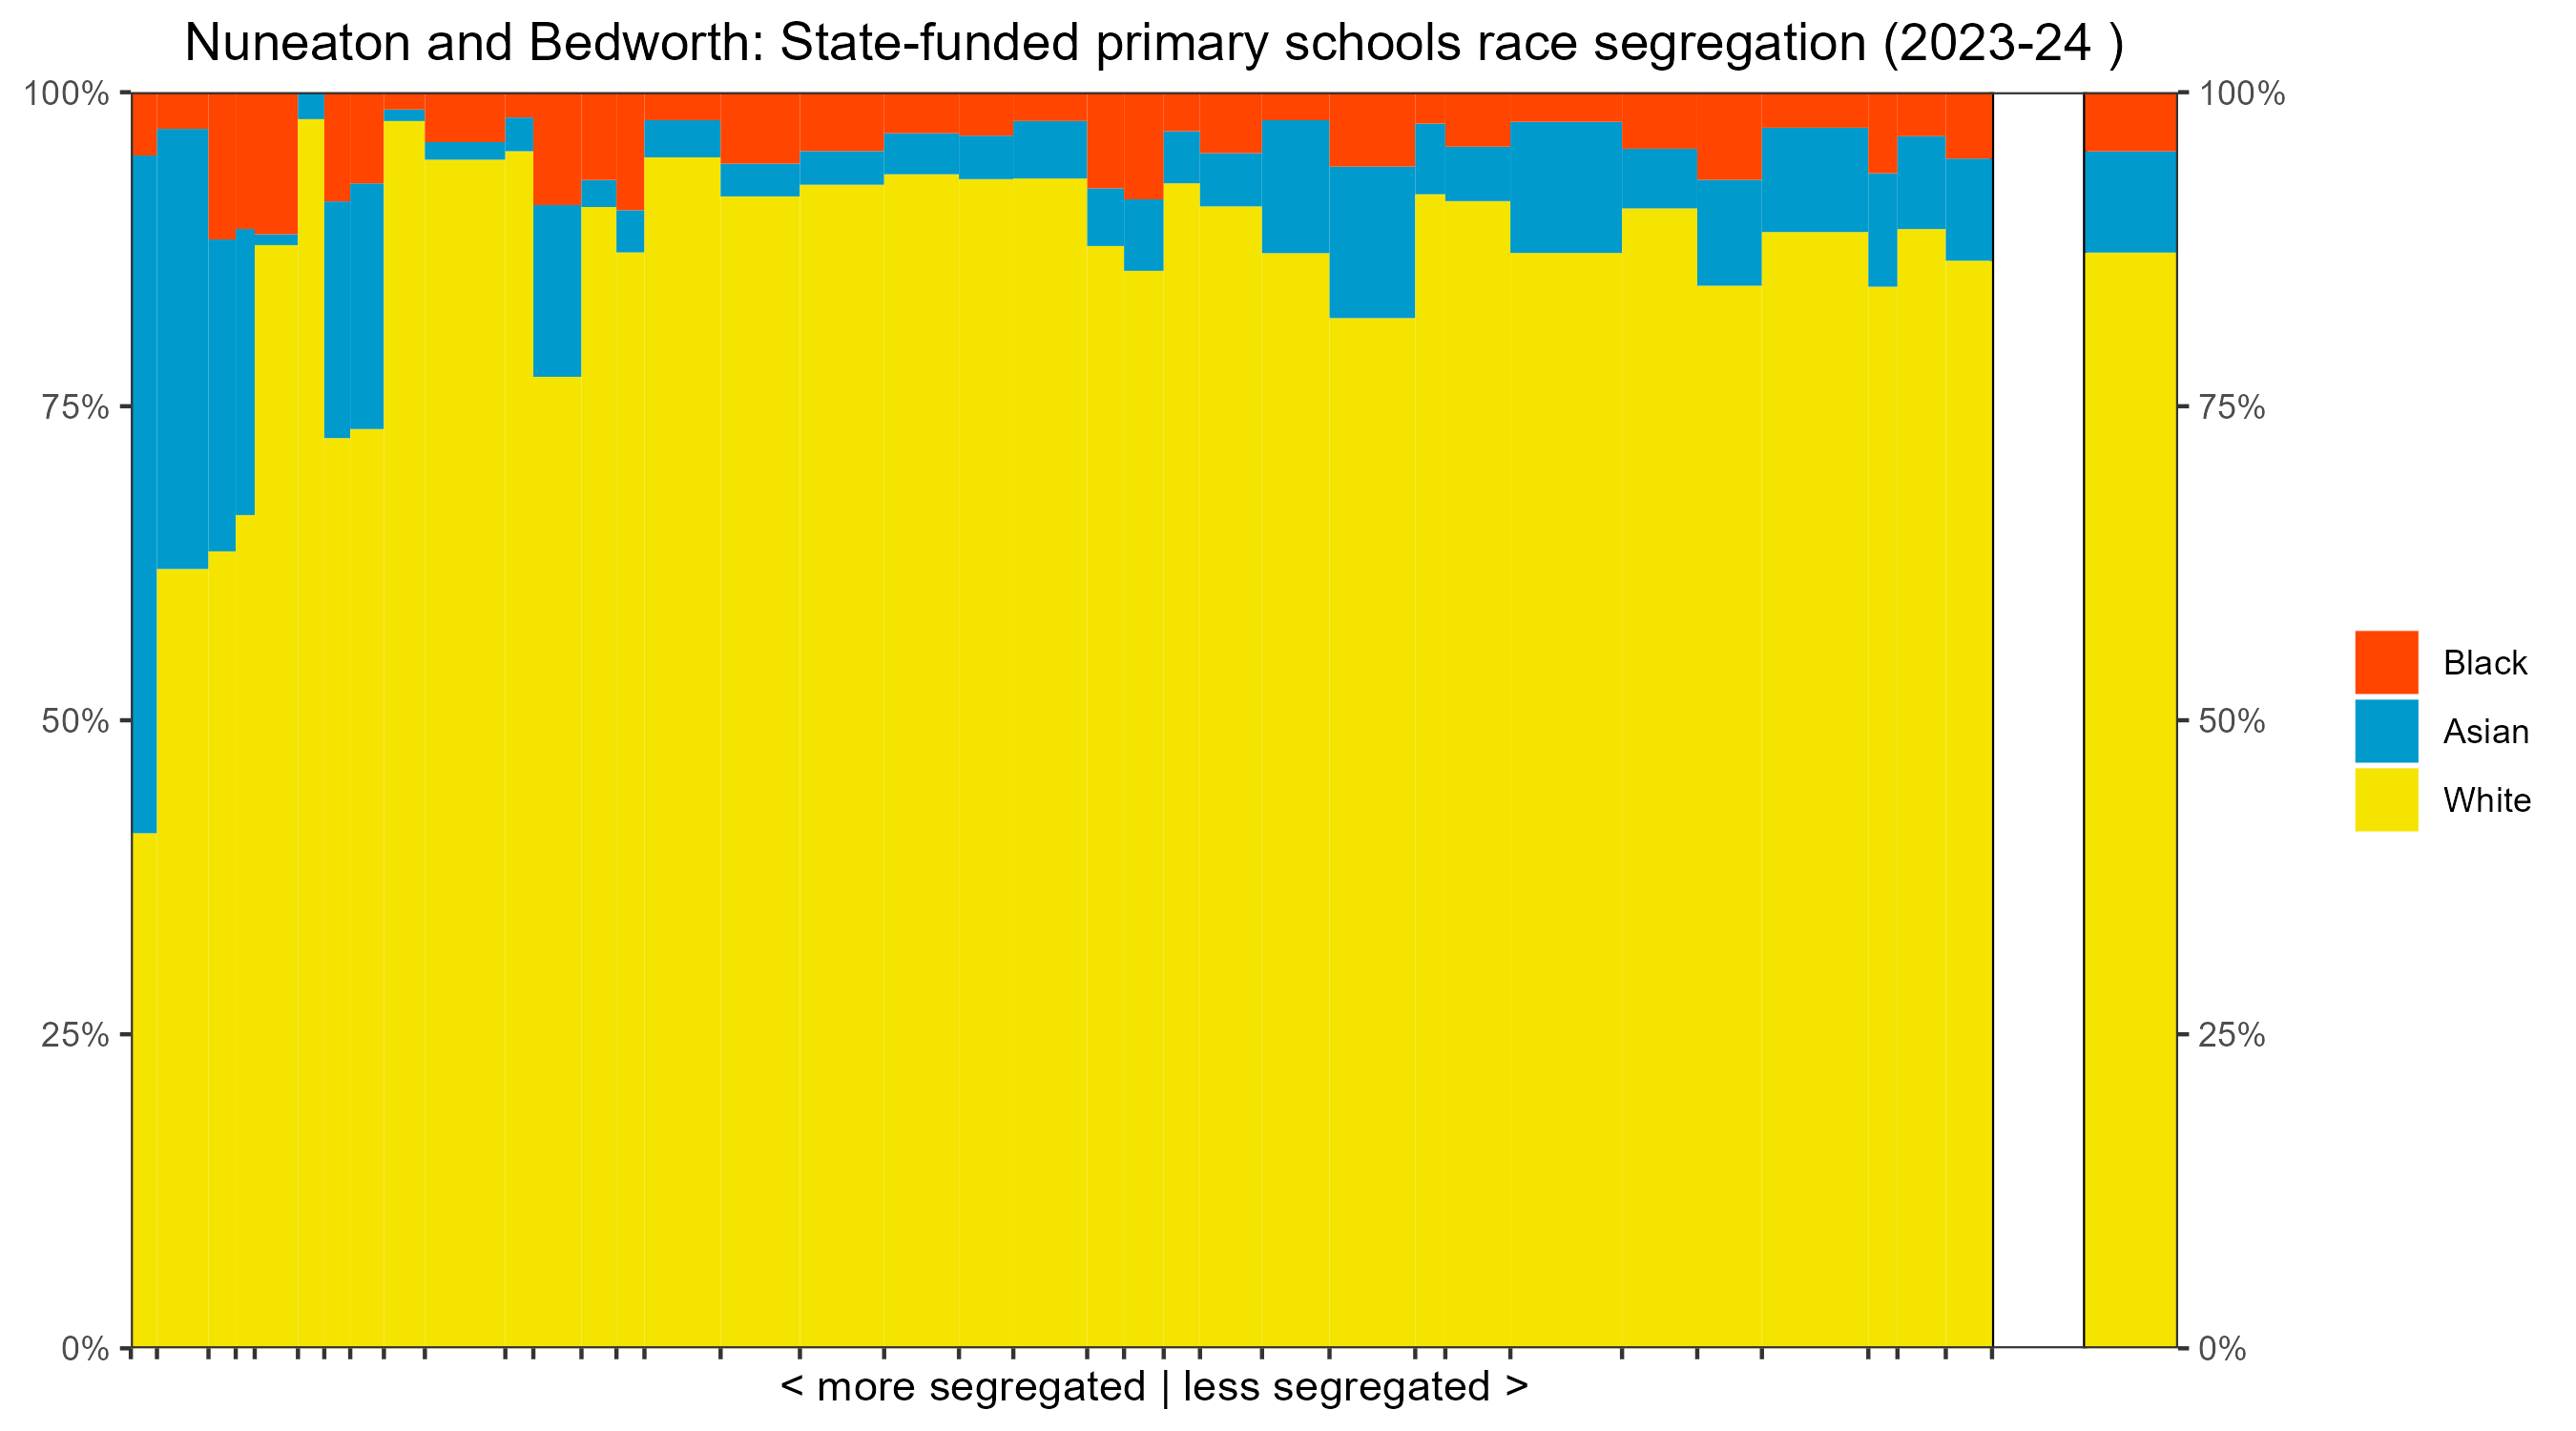 Nuneaton and Bedworth: State-funded primary schools race segregation (2023-24 )
100%
75%
50%
25%
0%
100%
75%
50%
25%
0%
Black
Asian
White
< more segregated | less segregated >